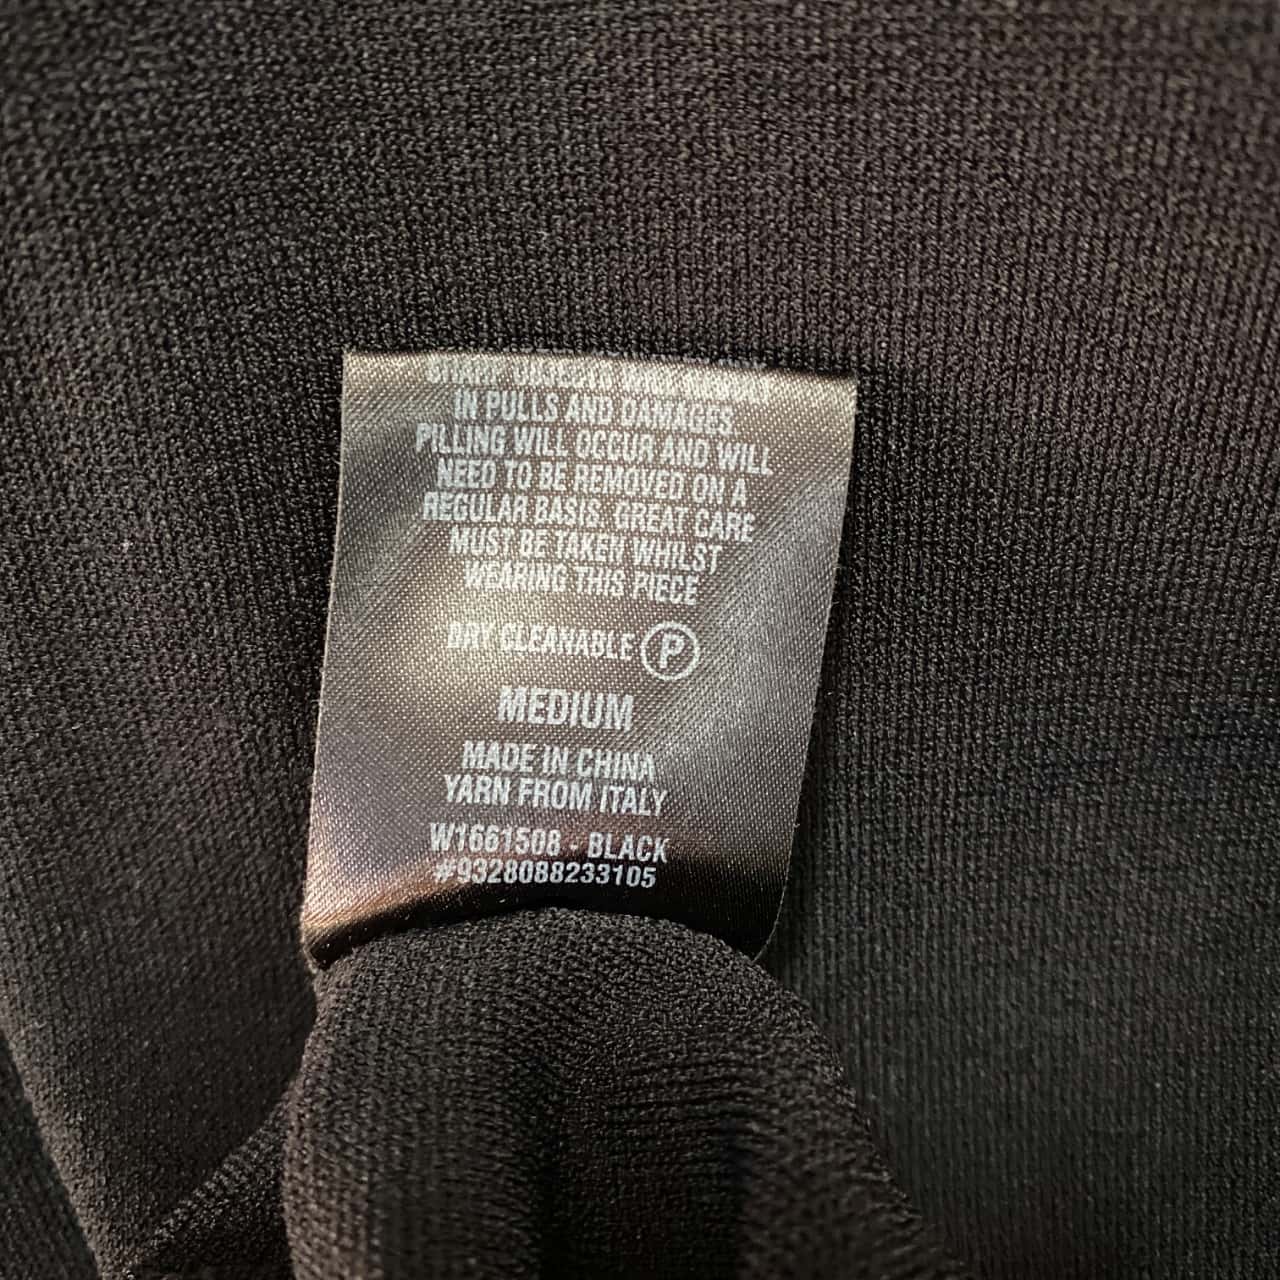 IN PULLS AND DAMAGES
PILLING WILL OCCUR AND WILL
NEED TO BE REMOVED ON A
REGULAR BASIS. GREAT CARE
MUST BE TAKEN WHILST
WEARING THIS PIECE
DRY CLEANABLE P
MEDIUM
MADE IN CHINA
YARN FROM ITALY
W1661508 - BLACK
#9328088233105